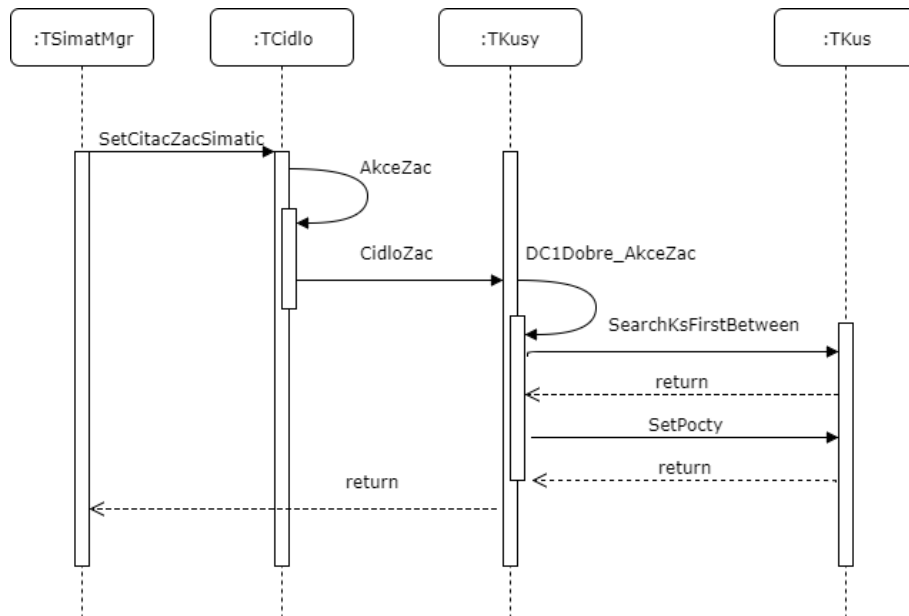 :TSimatMgr
:TCidlo
:TKusy
:TKus
SetCitacZacSimatic
AkceZac
CidloZac
DC1Dobre_AkceZac
SearchKsFirstBetween
return
SetPocty
return
return